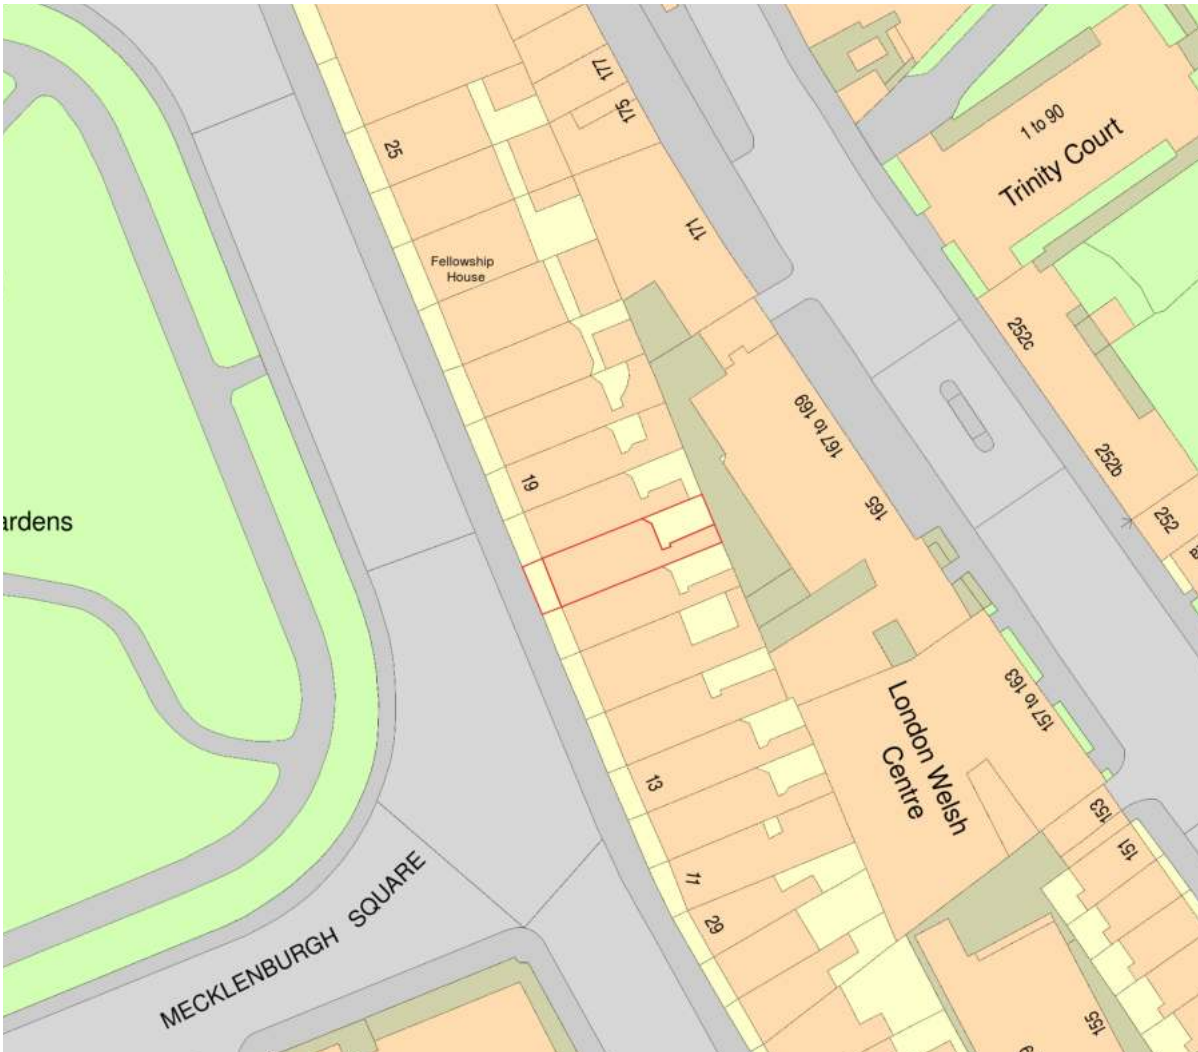 177
175
25
1 to 90
Trinity Court
171
Fellowship
House
252c
167 to 169
252b
19
165
252
ardens
157 to 163
London Welsh
Centre
13
153
151
11
29
MECKLENBURGH SQUARE
155